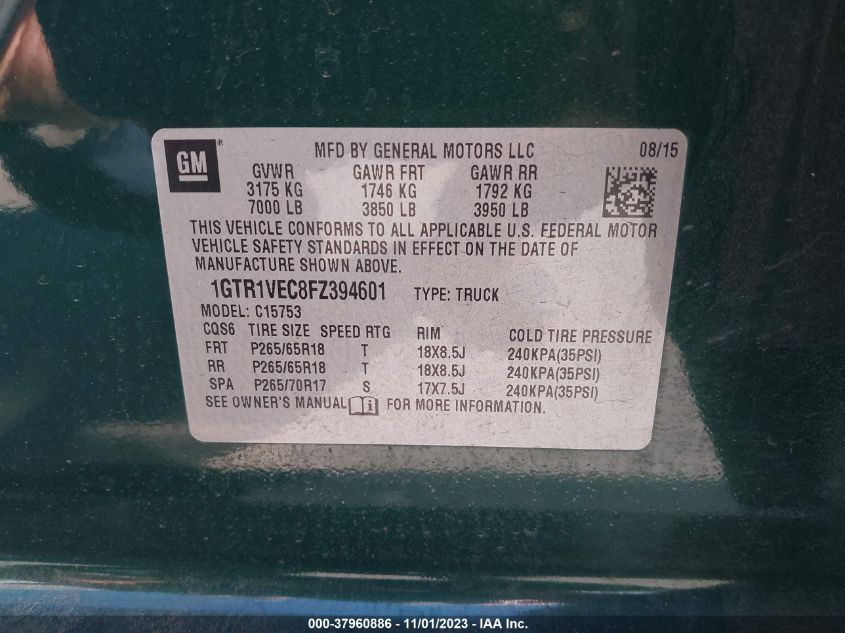 GM
®
MFD BY GENERAL MOTORS LLC 08/15
GVWR GAWR FRT GAWR RR
3175 KG 1746 KG 1792 KG
7000 LB 3850 LB 3950 LB
THIS VEHICLE CONFORMS TO ALL APPLICABLE U.S. FEDERAL MOTOR
VEHICLE SAFETY STANDARDS IN EFFECT ON THE DATE OF
MANUFACTURE SHOWN ABOVE.
1GTR1VEC8FZ394601 TYPE: TRUCK
MODEL: C15753
CQS6 TIRE SIZE SPEED RTG RIM COLD TIRE PRESSURE
FRT P265/65R18 T 18X8.5J 240KPA(35PSI)
RR P265/65R18 T 18X8.5J 240KPA(35PSI)
SPA P265/70R17 S 17X7.5J 240KPA(35PSI)
SEE OWNER'S MANUAL FOR MORE INFORMATION.
000-37960886 - 11/01/2023 - IAA Inc.